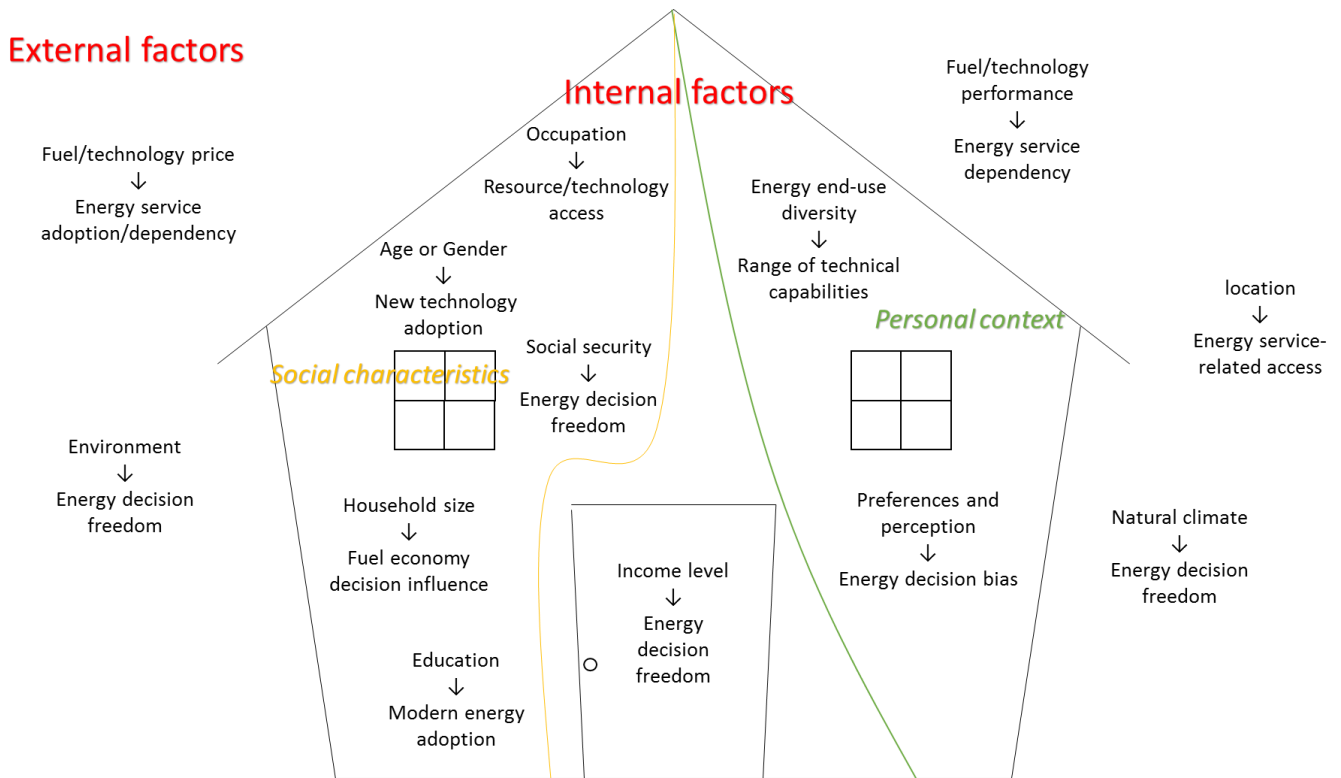 External factors
Internal factors
Fuel/technology price
↓
Energy service
adoption/dependency
Environment
↓
Energy decision
freedom
Occupation
↓
Resource/technology
access
Age or Gender
↓
New technology
adoption
Social characteristics
Social security
↓
Energy decision
freedom
Household size
↓
Fuel economy
decision influence
Education
↓
Modern energy
adoption
Income level
↓
Energy
decision
freedom
Energy end-use
diversity
↓
Range of technical
capabilities
Personal context
Preferences and
perception
↓
Energy decision bias
Fuel/technology
performance
↓
Energy service
dependency
location
↓
Energy service-
related access
Natural climate
↓
Energy decision
freedom